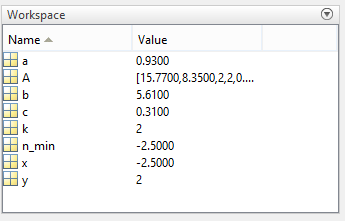 Workspace
Name Value
a 0.9300
A [15.7700,8.3500,2,2,0....
b 5.6100
c 0.3100
k 2
n_min -2.5000
x -2.5000
y 2